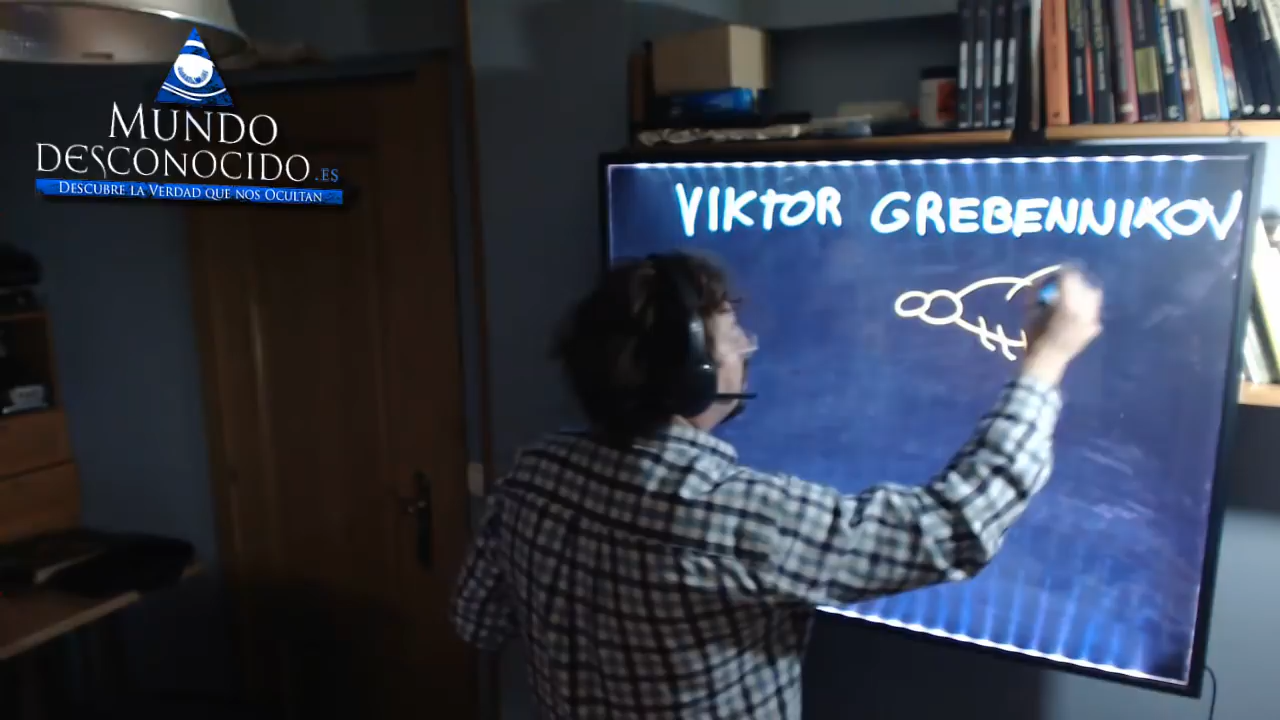 MUNDO
DESCONOCIDO.ES
DESCUBRE LA VERDAD QUE NOS OCULTAN
VIKTOR GREBENNIKOV